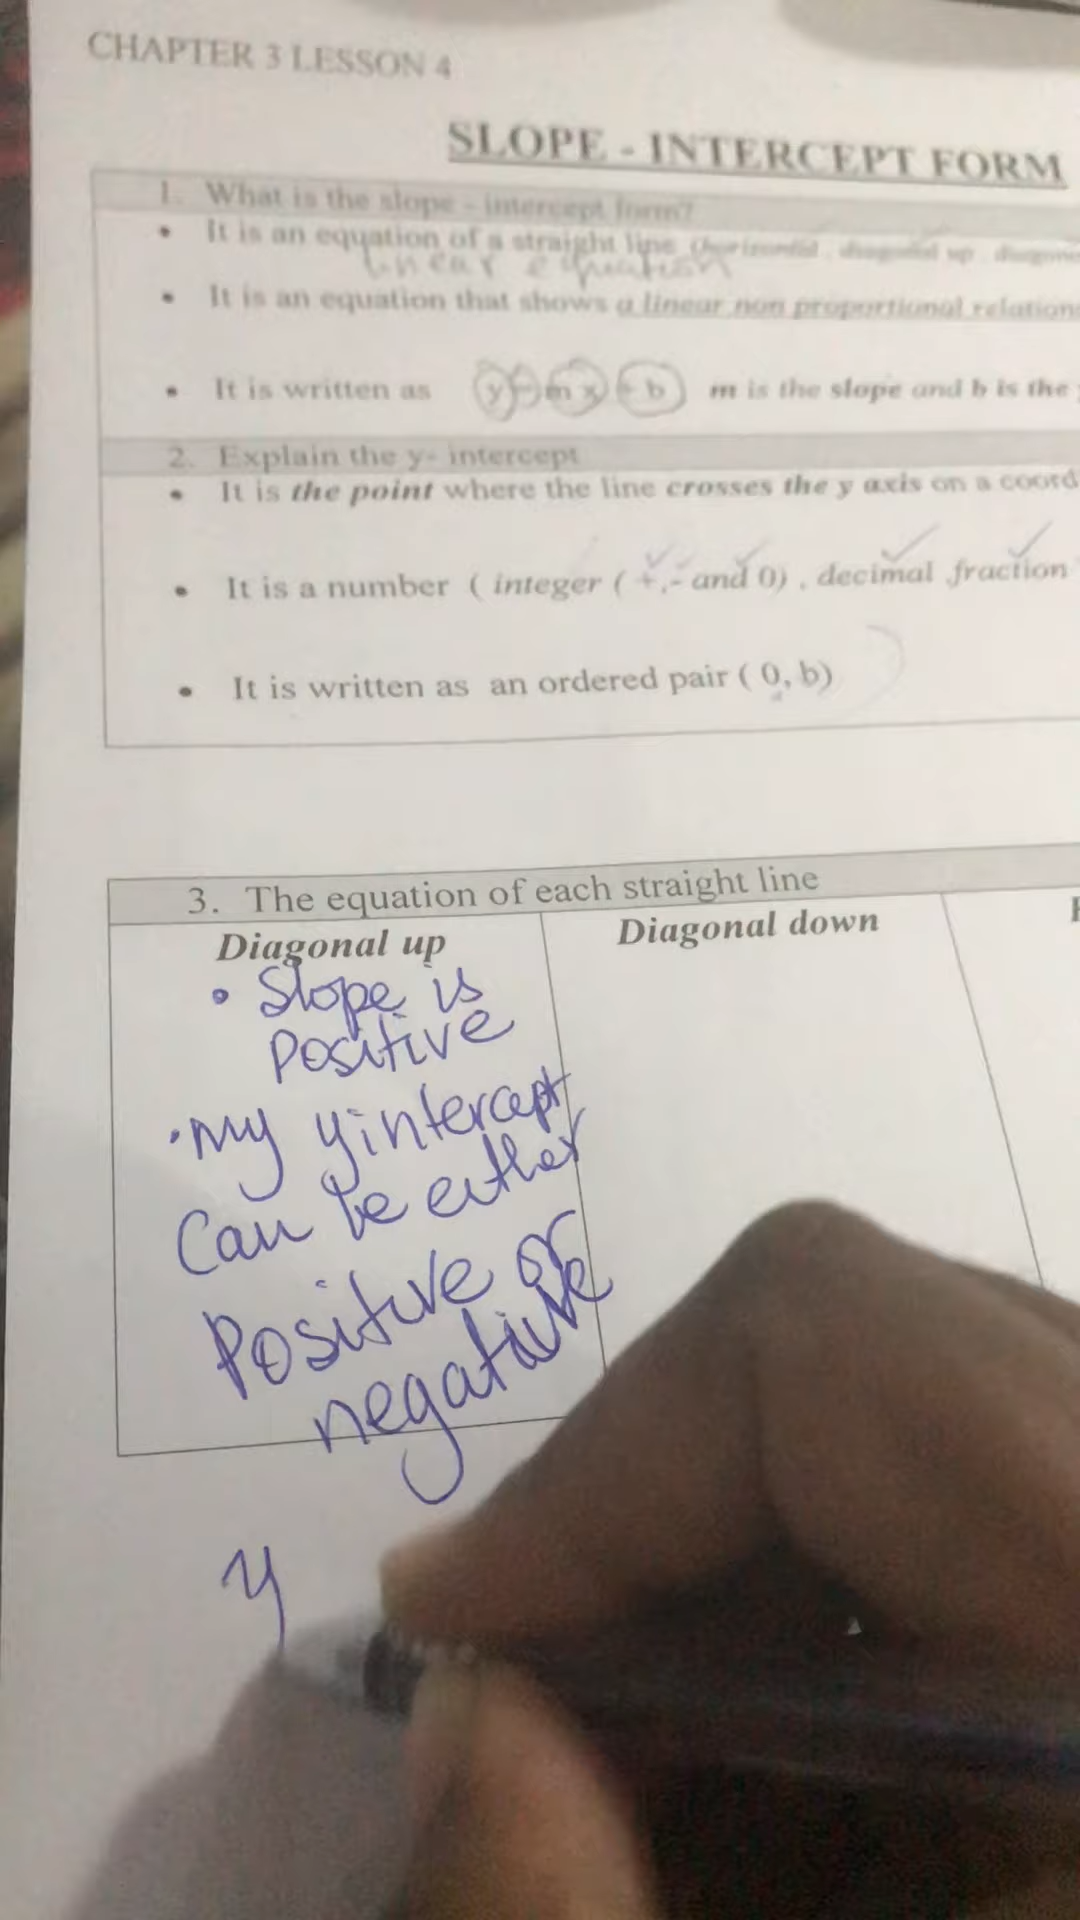 CHAPTER 3 LESSON 4
SLOPE - INTERCEPT FORM
1. What is the slope - intercept form?
• It is an equation of a straight line (horizontal , diagonal up , 
linear equation
• It is an equation that shows a linear non proportional
• It is written as y = m x + b m is the slope and b is the
2. Explain the y- intercept
• It is the point where the line crosses the y axis on a
• It is a number ( integer ( +,- and 0) , decimal fraction
• It is written as an ordered pair ( 0, b)
3. The equation of each straight line
Diagonal up Diagonal down
• Slope is
Positive
• My y intercept
Can be either
Positive or
negative
y